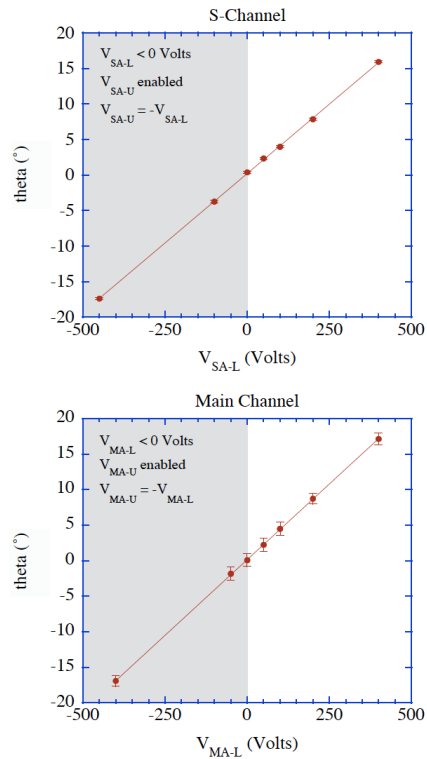 S-Channel
20
15
10
5
0
-5
-10
-15
-20
theta (°)
V_SA-L < 0 Volts
V_SA-U enabled
V_SA-U = -V_SA-L
-500 -250 0 250 500
V_SA-L (Volts)
Main Channel
20
15
10
5
0
-5
-10
-15
-20
theta (°)
V_MA-L < 0 Volts
V_MA-U enabled
V_MA-U = -V_MA-L
-500 -250 0 250 500
V_MA-L (Volts)